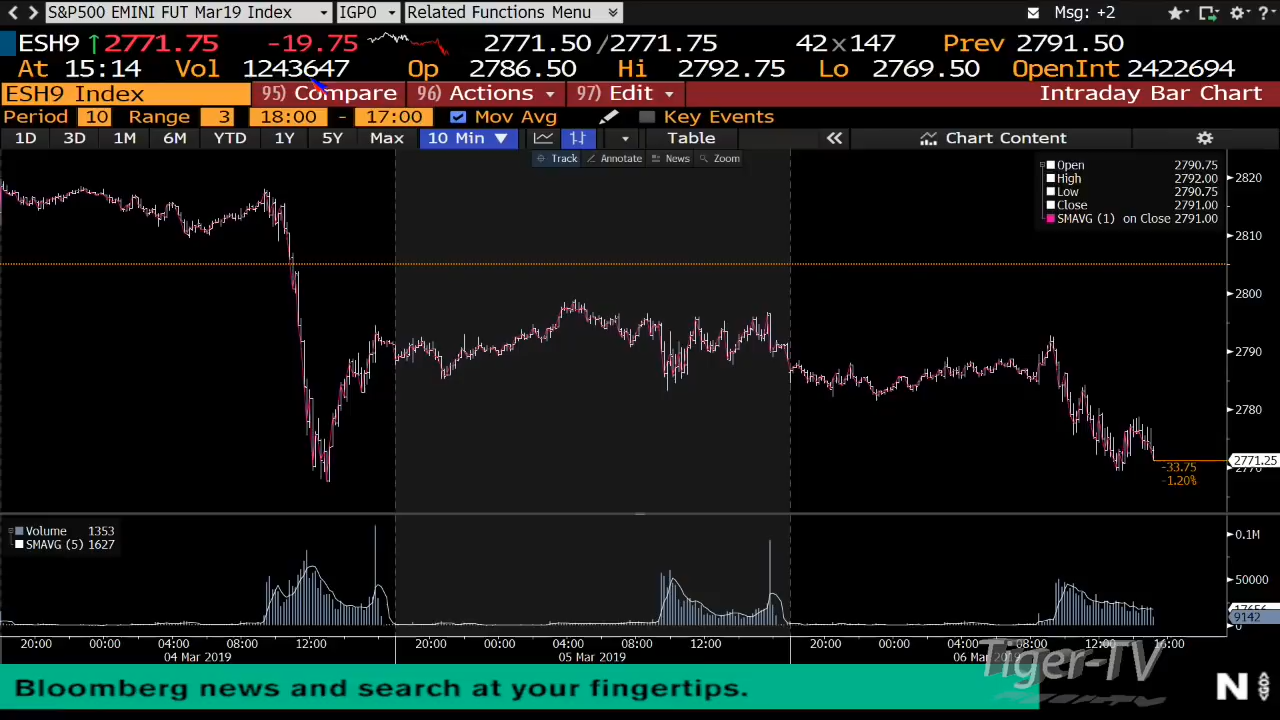 S&P500 EMINI FUT Mar19 Index IGPO Related Functions Menu Msg: +2 ?
ESH9 ↑2771.75 -19.75 2771.50 /2771.75 42 x 147 Prev 2791.50
At 15:14 Vol 1243647 Op 2786.50 Hi 2792.75 Lo 2769.50 OpenInt 2422694
ESH9 Index 95) Compare 96) Actions 97) Edit Intraday Bar Chart
Period 10 Range 3 18:00 - 17:00 Mov Avg Key Events
1D 3D 1M 6M YTD 1Y 5Y Max 10 Min ▼ Table « Chart Content
Track Annotate News Zoom
Open 2790.75
High 2792.00
Low 2790.75
Close 2791.00
SMAVG (1) on Close 2791.00
2820
2810
2800
2790
2780
2771.25
2770
-33.75
-1.20%
Volume 1353
SMAVG (5) 1627
0.1M
50000
17656
9142
0
20:00 00:00 04:00 08:00 12:00 20:00 00:00 04:00 08:00 12:00 20:00 00:00 04:00 08:00 12:00 16:00
04 Mar 2019 05 Mar 2019 06 Mar 2019
Tiger-TV
Bloomberg news and search at your fingertips.
N